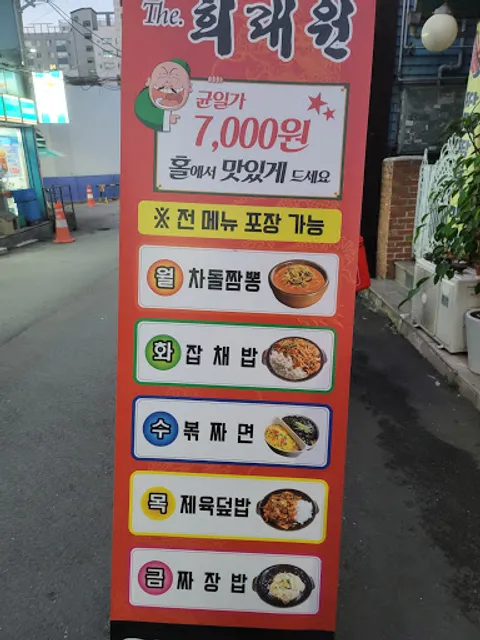 The. 화래원
균일가
7,000원
홀에서 맛있게 드세요
※ 전 메뉴 포장 가능
월 차돌짬뽕
화 잡채밥
수 볶짜면
목 제육덮밥
금 짜장밥